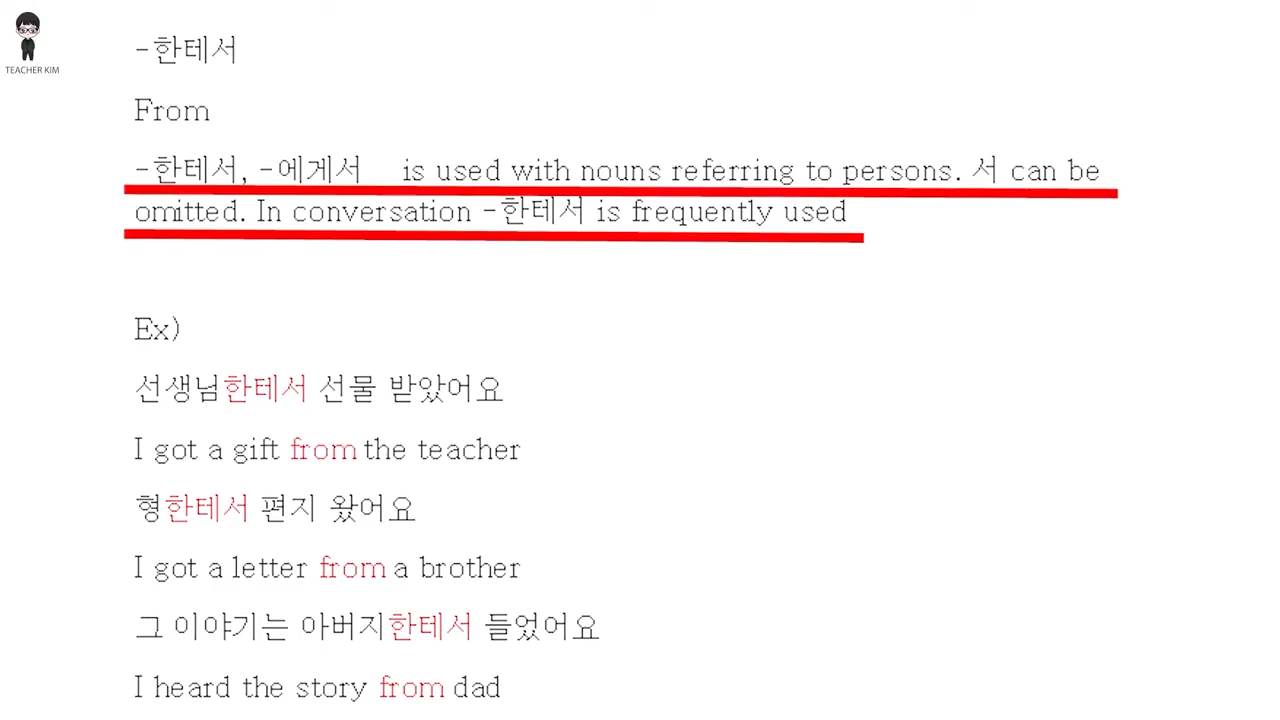 TEACHER KIM
-한테서
From
-한테서, -에게서 is used with nouns referring to persons. 서 can be
omitted. In conversation -한테서 is frequently used
Ex)
선생님한테서 선물 받았어요
I got a gift from the teacher
형한테서 편지 왔어요
I got a letter from a brother
그 이야기는 아버지한테서 들었어요
I heard the story from dad